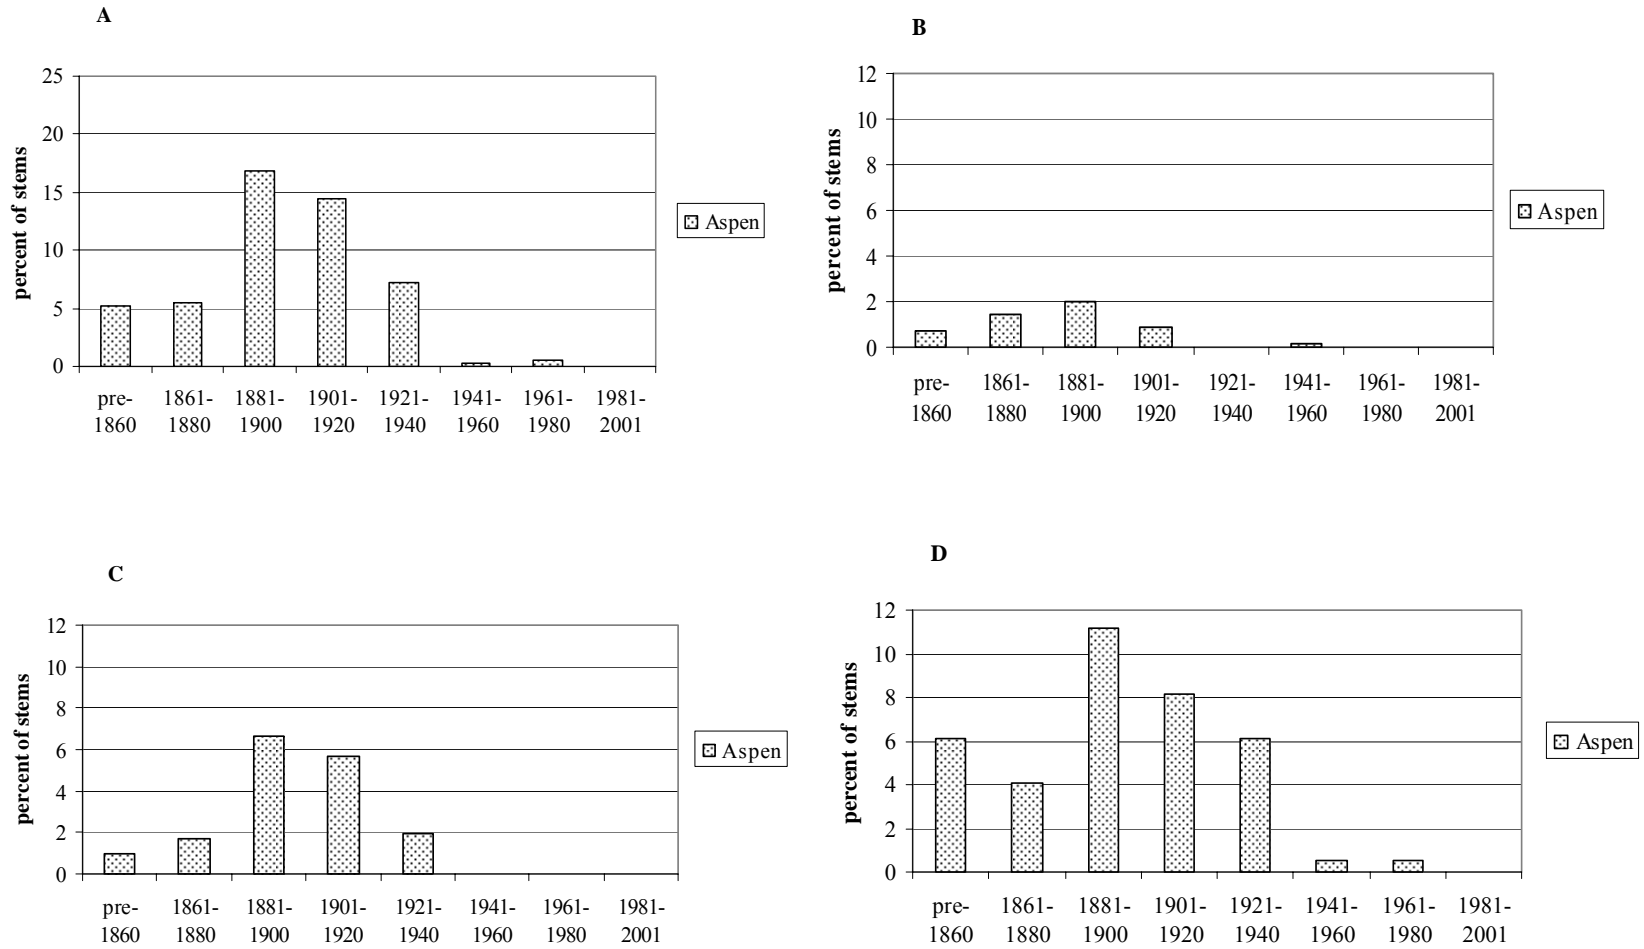 A
percent of stems
25
20
15
10
5
0
pre- 1861- 1881- 1901- 1921- 1941- 1961- 1981-
1860 1880 1900 1920 1940 1960 1980 2001
Aspen
B
percent of stems
12
10
8
6
4
2
0
pre- 1861- 1881- 1901- 1921- 1941- 1961- 1981-
1860 1880 1900 1920 1940 1960 1980 2001
Aspen
C
percent of stems
12
10
8
6
4
2
0
pre- 1861- 1881- 1901- 1921- 1941- 1961- 1981-
1860 1880 1900 1920 1940 1960 1980 2001
Aspen
D
percent of stems
12
10
8
6
4
2
0
pre- 1861- 1881- 1901- 1921- 1941- 1961- 1981-
1860 1880 1900 1920 1940 1960 1980 2001
Aspen